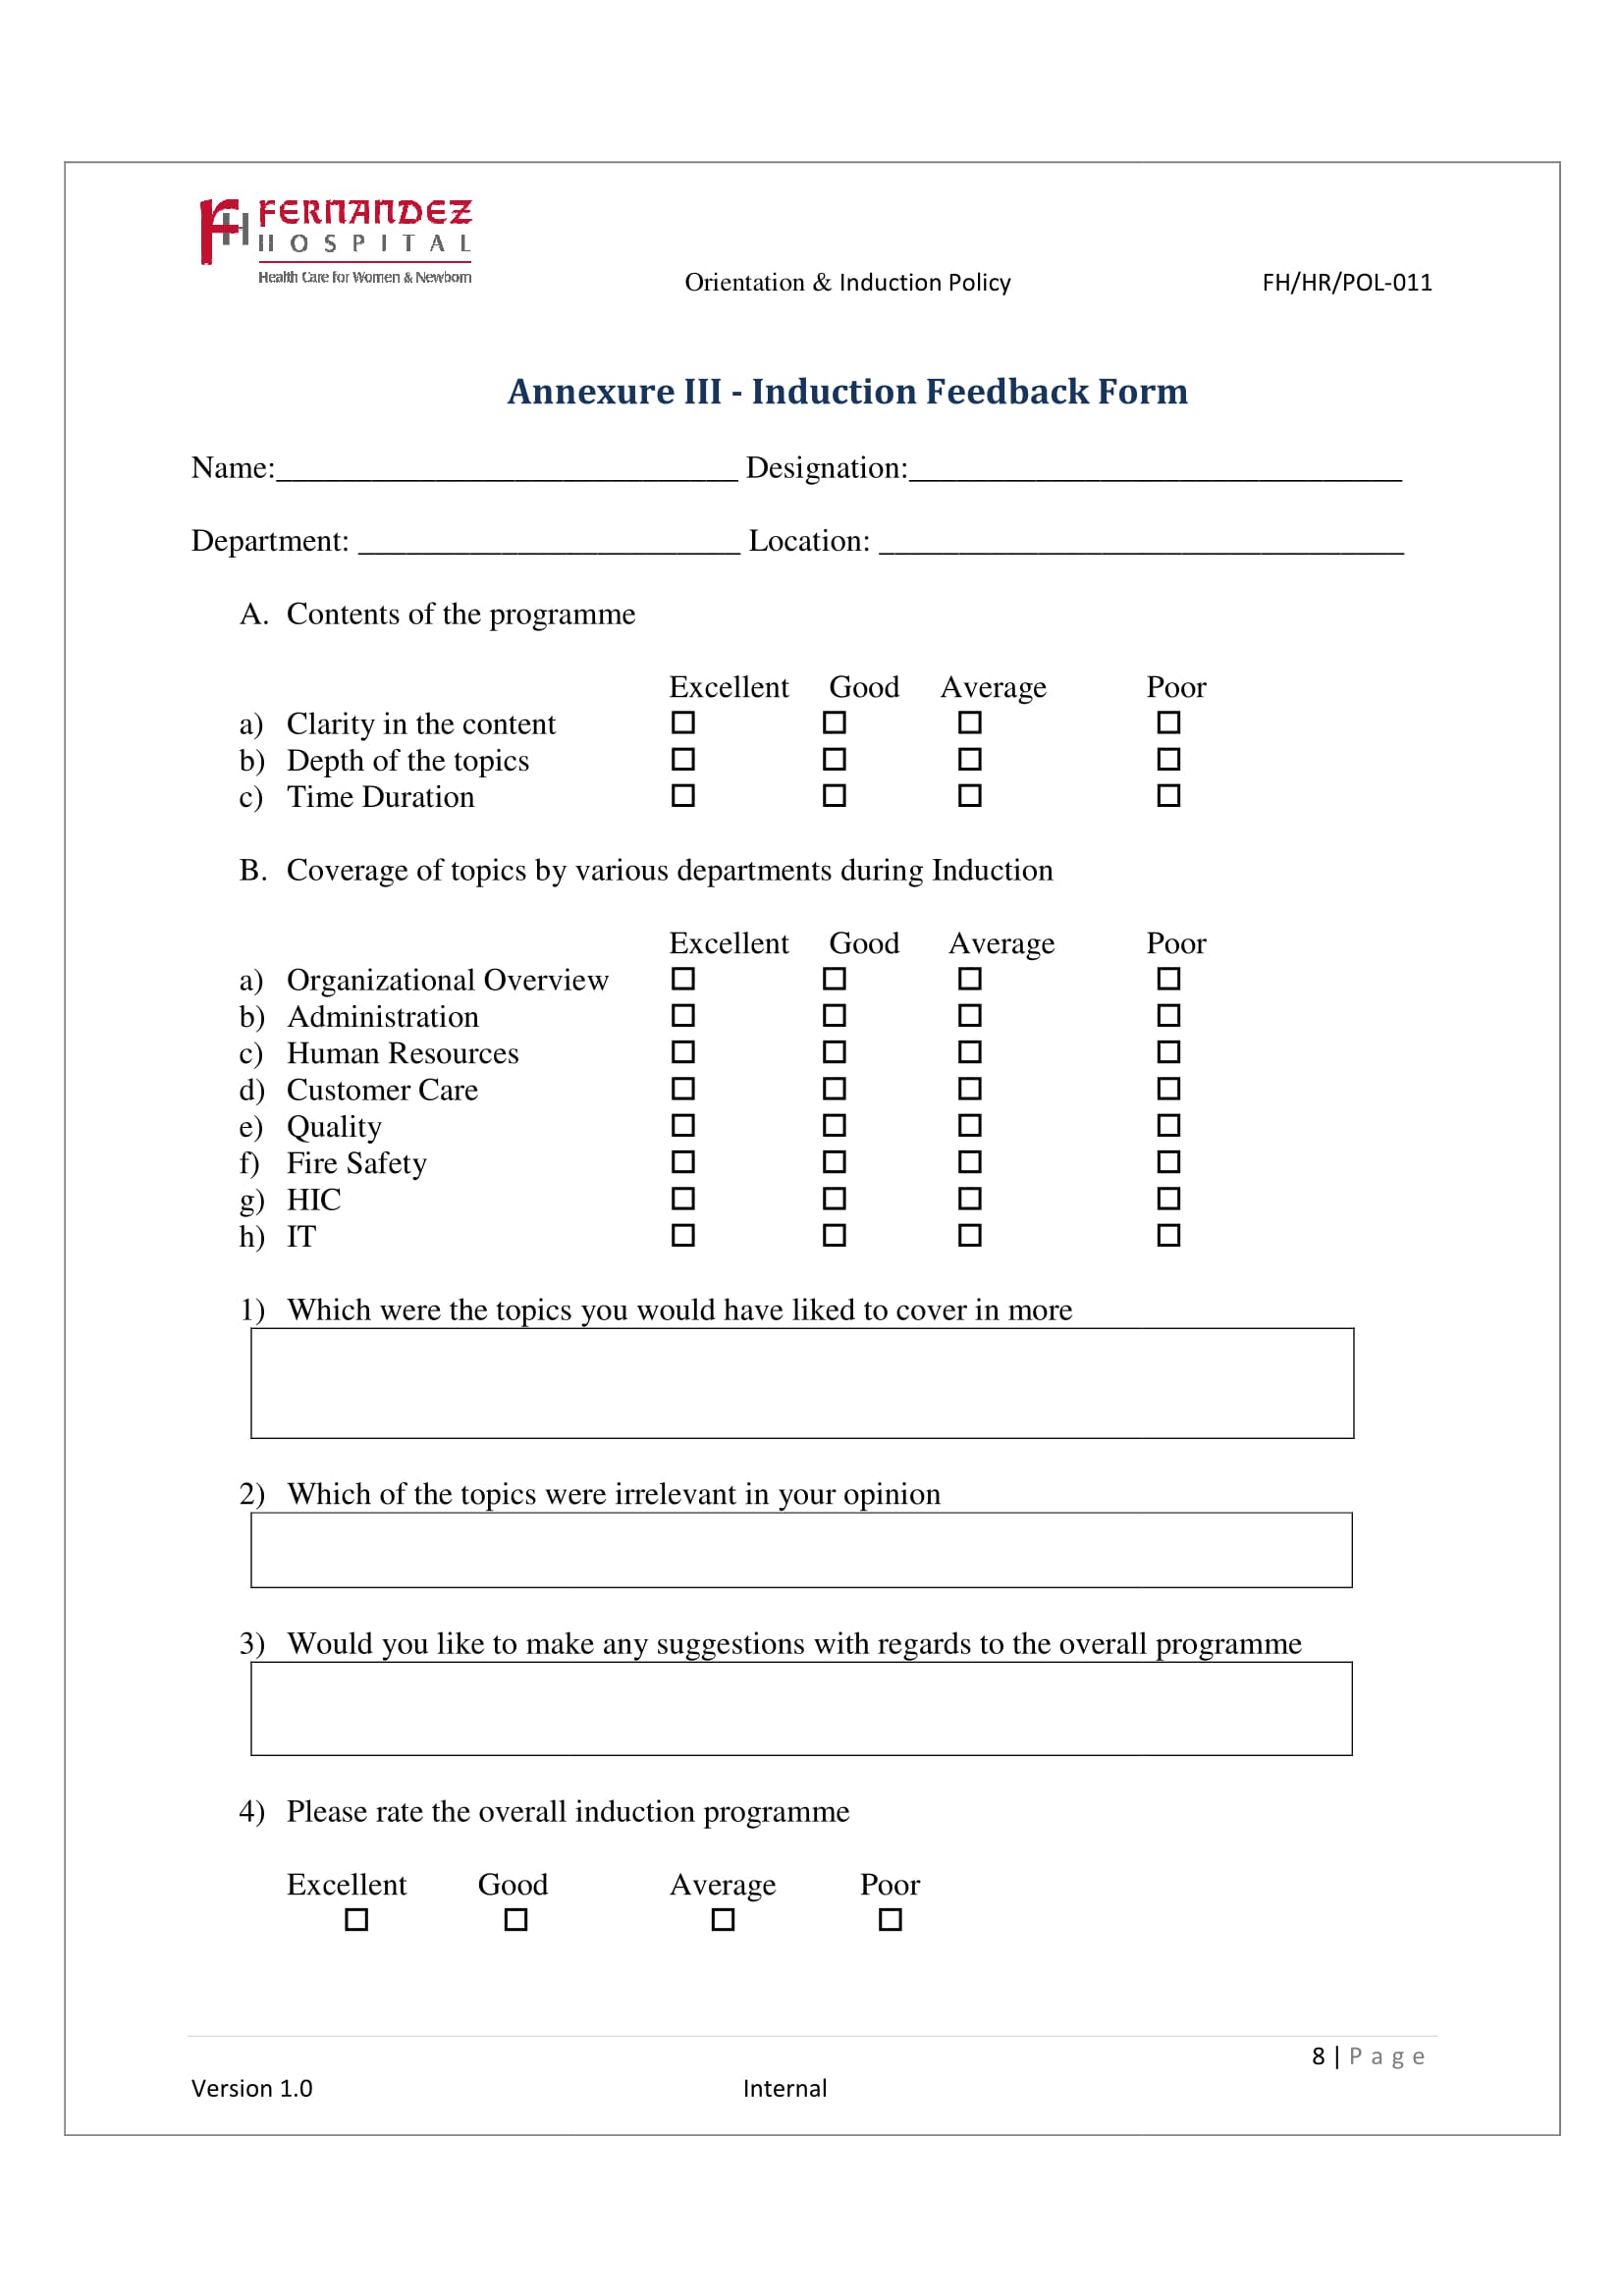 FERNANDEZ
HOSPITAL
Health Care for Women & Newborn
Orientation & Induction Policy FH/HR/POL-011
Annexure III - Induction Feedback Form
Name:_____________________________ Designation:_______________________________
Department: ________________________ Location: _________________________________
A. Contents of the programme
Excellent Good Average Poor
a) Clarity in the content ☐ ☐ ☐ ☐
b) Depth of the topics ☐ ☐ ☐ ☐
c) Time Duration ☐ ☐ ☐ ☐
B. Coverage of topics by various departments during Induction
Excellent Good Average Poor
a) Organizational Overview ☐ ☐ ☐ ☐
b) Administration ☐ ☐ ☐ ☐
c) Human Resources ☐ ☐ ☐ ☐
d) Customer Care ☐ ☐ ☐ ☐
e) Quality ☐ ☐ ☐ ☐
f) Fire Safety ☐ ☐ ☐ ☐
g) HIC ☐ ☐ ☐ ☐
h) IT ☐ ☐ ☐ ☐
1) Which were the topics you would have liked to cover in more
2) Which of the topics were irrelevant in your opinion
3) Would you like to make any suggestions with regards to the overall programme
4) Please rate the overall induction programme
Excellent Good Average Poor
☐ ☐ ☐ ☐
8 | Page
Version 1.0 Internal